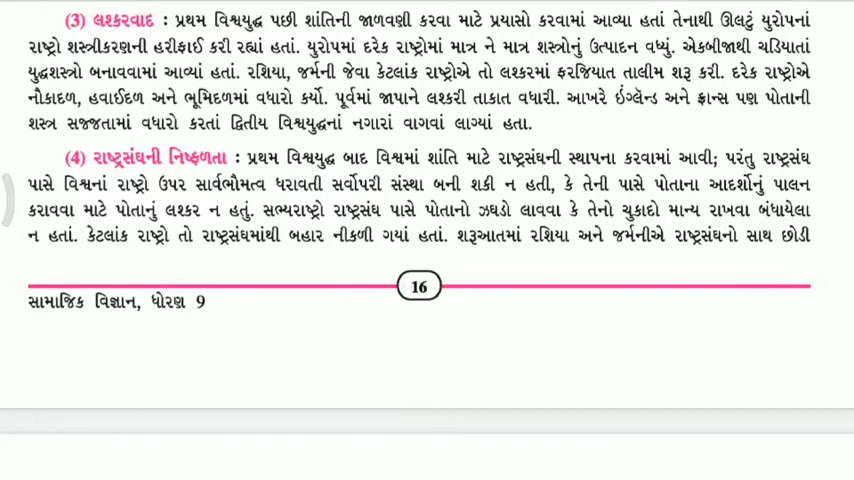 (3) લશ્કરવાદ : પ્રથમ વિશ્વયુદ્ધ પછી શાંતિની જાળવણી કરવા માટે પ્રયાસો કરવામાં આવ્યા હતાં તેનાથી ઊલટું યુરોપનાં
રાષ્ટ્રો શસ્ત્રીકરણની હરીફાઈ કરી રહ્યાં હતાં. યુરોપમાં દરેક રાષ્ટ્રોમાં માત્ર ને માત્ર શસ્ત્રોનું ઉત્પાદન વધ્યું. એકબીજાથી ચડિયાતાં
યુદ્ધશસ્ત્રો બનાવવામાં આવ્યાં હતાં. રશિયા, જર્મની જેવા કેટલાંક રાષ્ટ્રોએ તો લશ્કરમાં ફરજિયાત તાલીમ શરૂ કરી. દરેક રાષ્ટ્રોએ
નૌકાદળ, હવાઈદળ અને ભૂમિદળમાં વધારો કર્યો. પૂર્વમાં જાપાને લશ્કરી તાકાત વધારી. આખરે ઇંગ્લૅન્ડ અને ફ્રાન્સ પણ પોતાની
શસ્ત્ર સજ્જતામાં વધારો કરતાં દ્વિતીય વિશ્વયુદ્ધનાં નગારાં વાગવાં લાગ્યાં હતા.
(4) રાષ્ટ્રસંઘની નિષ્ફળતા : પ્રથમ વિશ્વયુદ્ધ બાદ વિશ્વમાં શાંતિ માટે રાષ્ટ્રસંઘની સ્થાપના કરવામાં આવી; પરંતુ રાષ્ટ્રસંઘ
પાસે વિશ્વનાં રાષ્ટ્રો ઉપર સાર્વભૌમત્વ ધરાવતી સર્વોપરી સંસ્થા બની શકી ન હતી, કે તેની પાસે પોતાના આદર્શોનું પાલન
કરાવવા માટે પોતાનું લશ્કર ન હતું. સભ્યરાષ્ટ્રો રાષ્ટ્રસંઘ પાસે પોતાનો ઝઘડો લાવવા કે તેનો ચુકાદો માન્ય રાખવા બંધાયેલા
ન હતાં. કેટલાંક રાષ્ટ્રો તો રાષ્ટ્રસંઘમાંથી બહાર નીકળી ગયાં હતાં. શરૂઆતમાં રશિયા અને જર્મનીએ રાષ્ટ્રસંઘનો સાથ છોડી
16
સામાજિક વિજ્ઞાન, ધોરણ 9